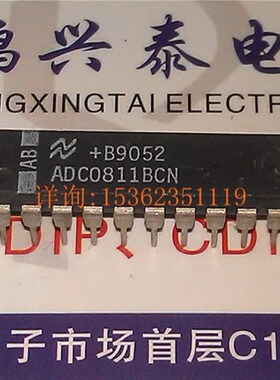 鸿兴泰电
NGXINGTAI ELECTR
AB
+B9052
ADC0811BCN
详询:15362351119
DIP、CDI
子市场首层C1